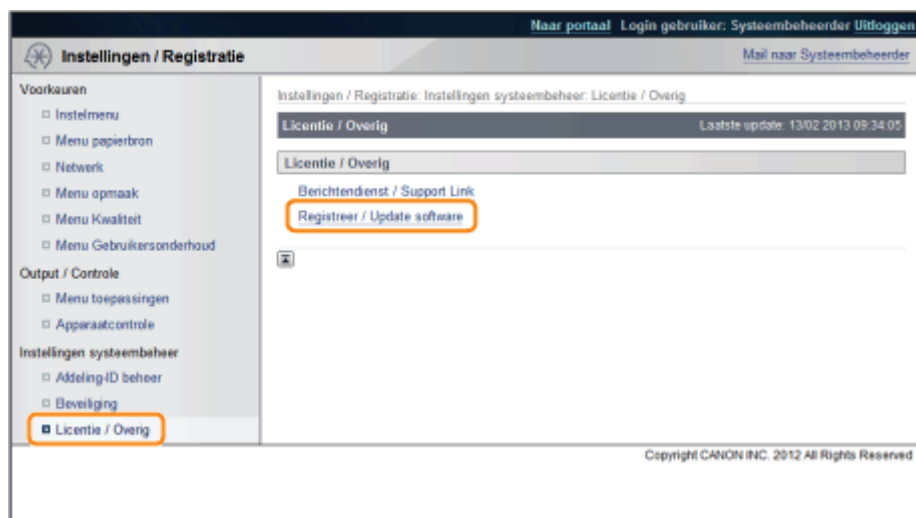 Naar portaal Login gebruiker: Systeembeheerder Uitloggen
Instellingen / Registratie
Mail naar Systeembeheerder
Voorkeuren
Instelmenu
Menu papierbron
Netwerk
Menu opmaak
Menu Kwaliteit
Menu Gebruikersonderhoud
Output / Controle
Menu toepassingen
Apparaatcontrole
Instellingen systeembeheer
Afdeling-ID beheer
Beveiliging
Licentie / Overig
Instellingen / Registratie: Instellingen systeembeheer: Licentie / Overig
Licentie / Overig
Laatste update: 13/02 2013 09:34:05
Licentie / Overig
Berichtendienst / Support Link
Registreer / Update software
Copyright CANON INC. 2012 All Rights Reserved